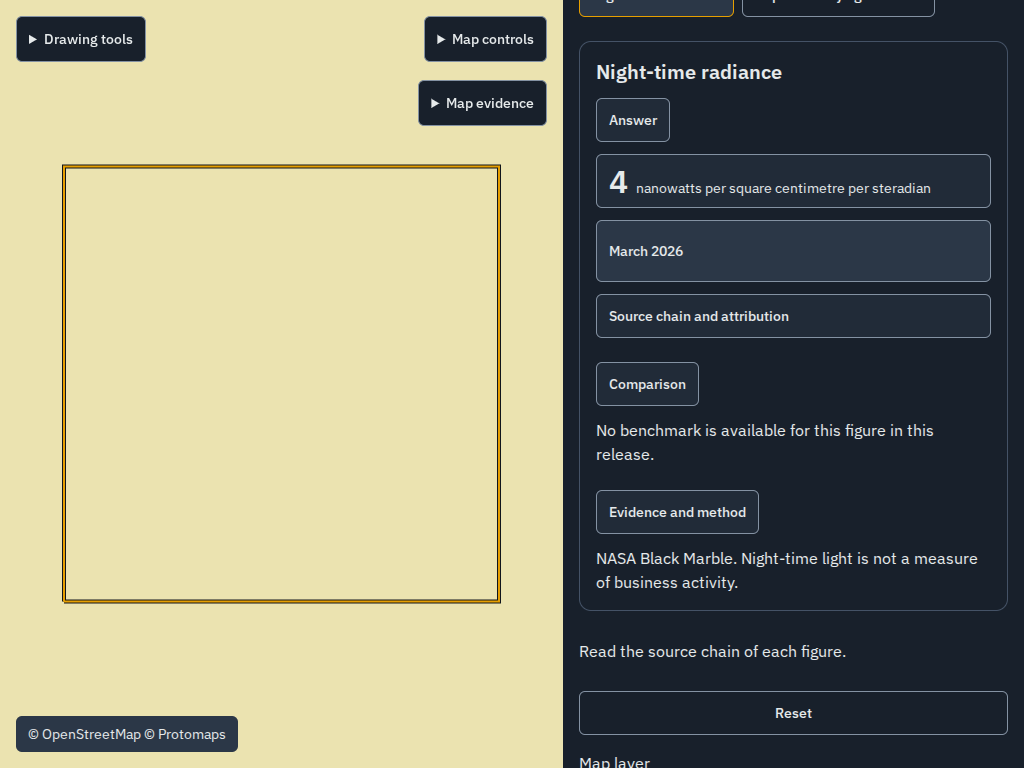 Drawing tools
Map controls
Map evidence
© OpenStreetMap © Protomaps
Night-time radiance
Answer
4 nanowatts per square centimetre per steradian
March 2026
Source chain and attribution
Comparison
No benchmark is available for this figure in this
release.
Evidence and method
NASA Black Marble. Night-time light is not a measure
of business activity.
Read the source chain of each figure.
Reset
Map layer